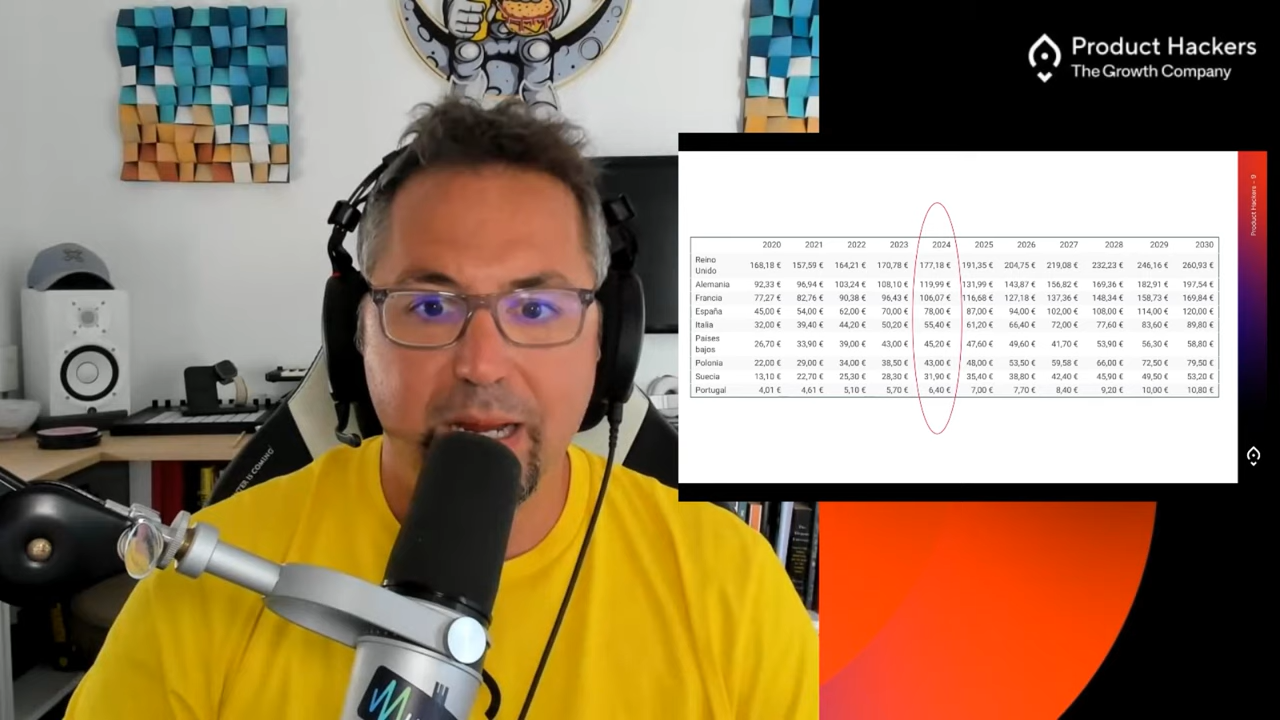 Product Hackers
The Growth Company
Product Hackers - 9
2020 2021 2022 2023 2024 2025 2026 2027 2028 2029 2030
Reino Unido 168,18 € 157,59 € 164,21 € 170,78 € 177,18 € 191,35 € 204,75 € 219,08 € 232,23 € 246,16 € 260,93 €
Alemania 92,33 € 96,94 € 103,24 € 108,10 € 119,99 € 131,99 € 143,87 € 156,82 € 169,36 € 182,91 € 197,54 €
Francia 77,27 € 82,76 € 90,38 € 96,43 € 106,07 € 116,68 € 127,18 € 137,36 € 148,34 € 158,73 € 169,84 €
España 45,00 € 54,00 € 62,00 € 70,00 € 78,00 € 87,00 € 94,00 € 102,00 € 108,00 € 114,00 € 120,00 €
Italia 32,00 € 39,40 € 44,20 € 50,20 € 55,40 € 61,20 € 66,40 € 72,00 € 77,60 € 83,60 € 89,80 €
Paises bajos 26,70 € 33,90 € 39,00 € 43,00 € 45,20 € 47,60 € 49,60 € 41,70 € 53,90 € 56,30 € 58,80 €
Polonia 22,00 € 29,00 € 34,00 € 38,50 € 43,00 € 48,00 € 53,50 € 59,58 € 66,00 € 72,50 € 79,50 €
Suecia 13,10 € 22,70 € 25,30 € 28,30 € 31,90 € 35,40 € 38,80 € 42,40 € 45,90 € 49,50 € 53,20 €
Portugal 4,01 € 4,61 € 5,10 € 5,70 € 6,40 € 7,00 € 7,70 € 8,40 € 9,20 € 10,00 € 10,80 €
IS COMING